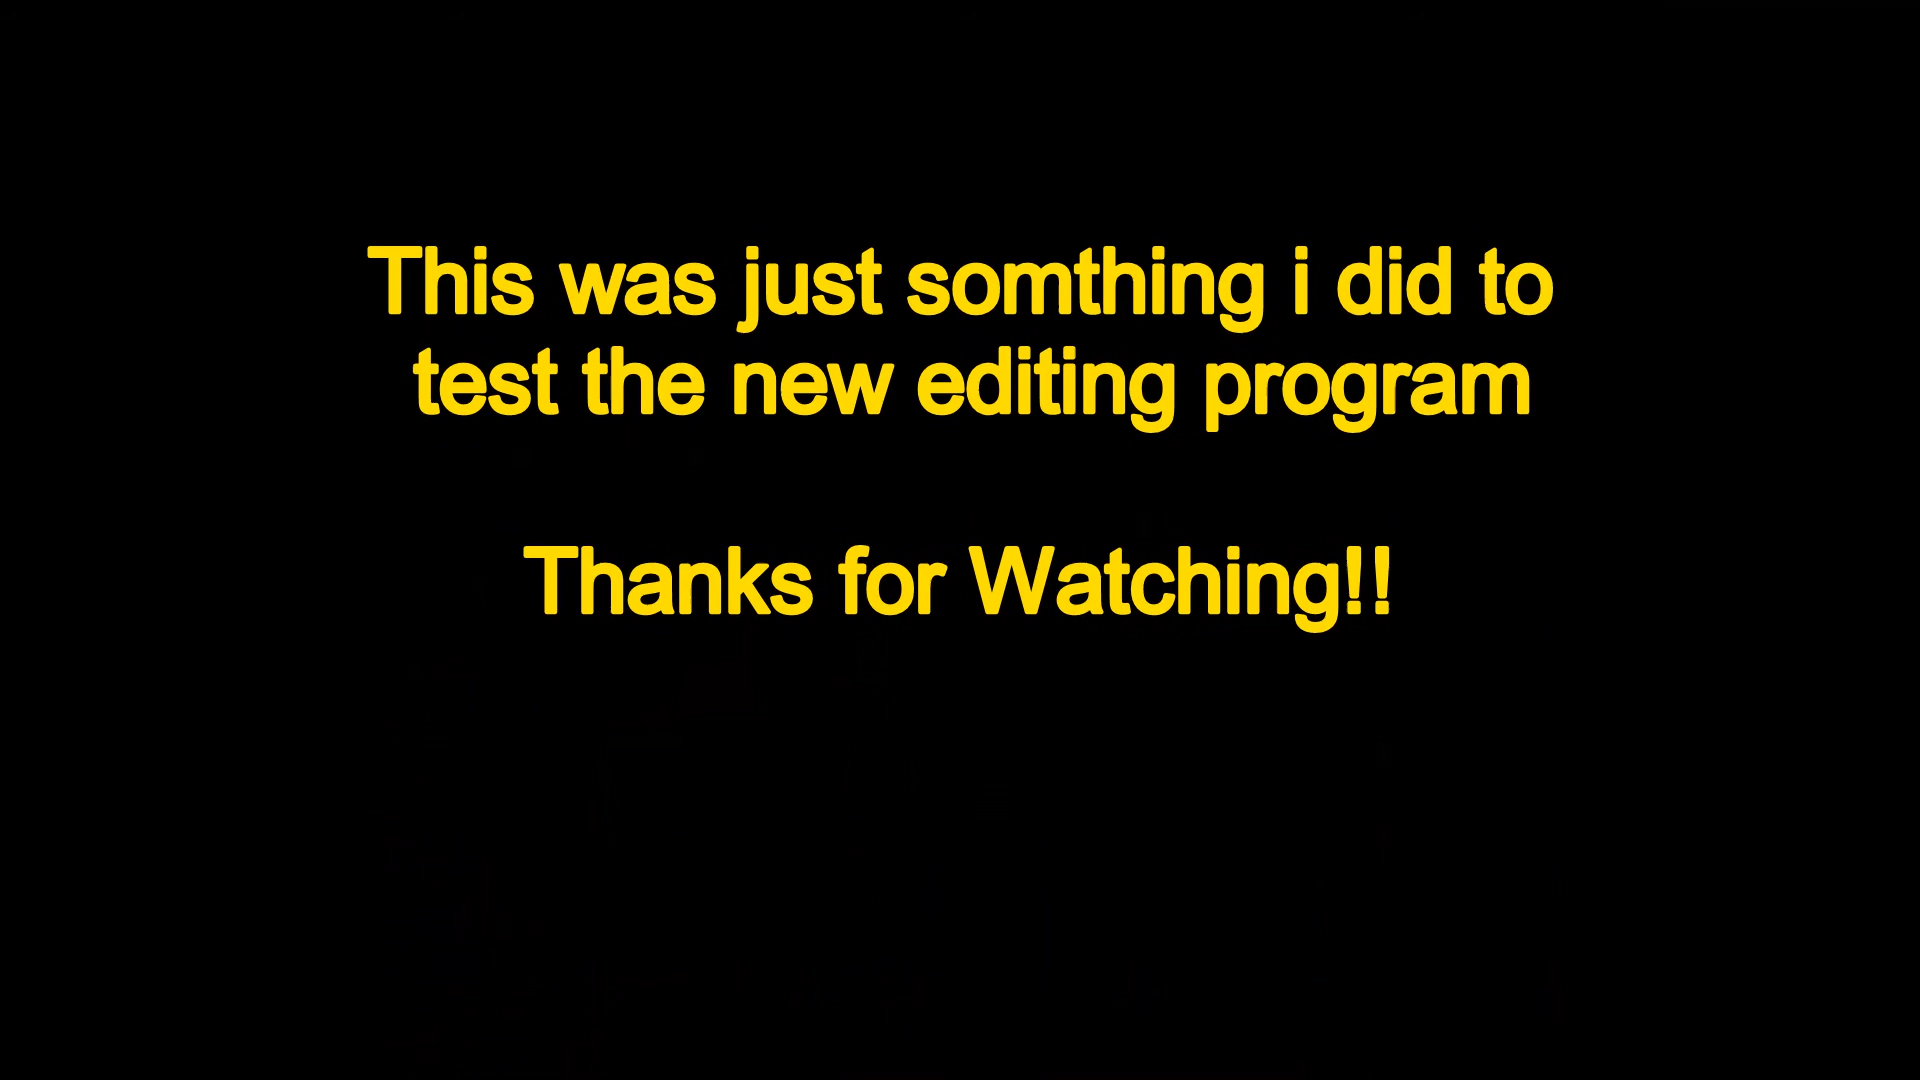 This was just somthing i did to
test the new editing program
Thanks for Watching!!